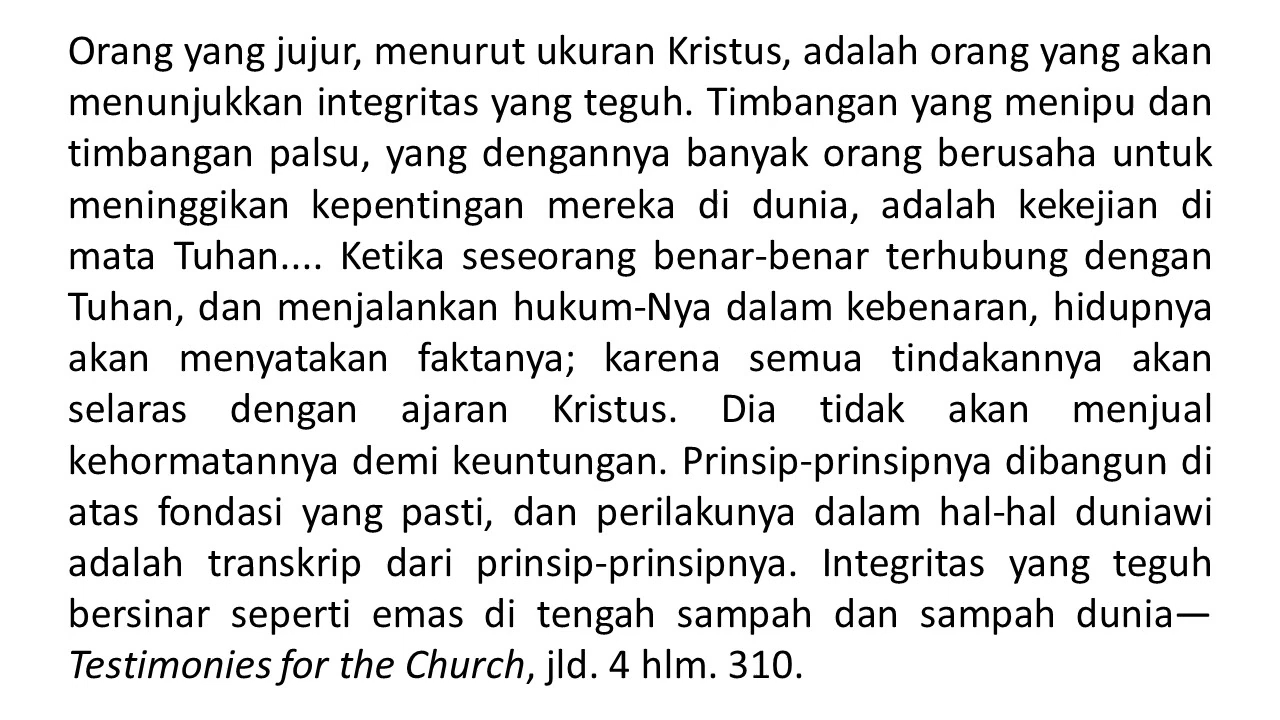 Orang yang jujur, menurut ukuran Kristus, adalah orang yang akan
menunjukkan integritas yang teguh. Timbangan yang menipu dan
timbangan palsu, yang dengannya banyak orang berusaha untuk
meninggikan kepentingan mereka di dunia, adalah kekejian di
mata Tuhan.... Ketika seseorang benar-benar terhubung dengan
Tuhan, dan menjalankan hukum-Nya dalam kebenaran, hidupnya
akan menyatakan faktanya; karena semua tindakannya akan
selaras dengan ajaran Kristus. Dia tidak akan menjual
kehormatannya demi keuntungan. Prinsip-prinsipnya dibangun di
atas fondasi yang pasti, dan perilakunya dalam hal-hal duniawi
adalah transkrip dari prinsip-prinsipnya. Integritas yang teguh
bersinar seperti emas di tengah sampah dan sampah dunia—
Testimonies for the Church, jld. 4 hlm. 310.